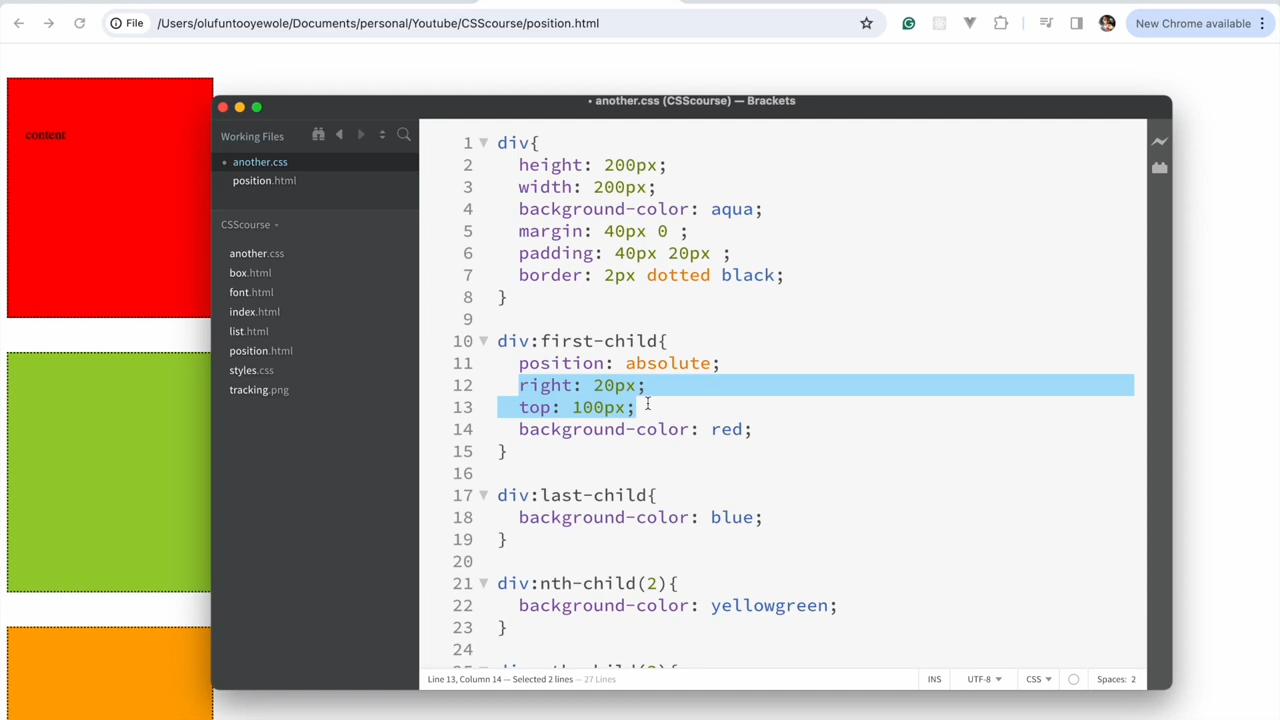 File
/Users/olufuntooyewole/Documents/personal/Youtube/CSScourse/position.html
New Chrome available
content
• another.css (CSScourse) — Brackets
Working Files
• another.css
position.html
CSScourse
another.css
box.html
font.html
index.html
list.html
position.html
styles.css
tracking.png
1 div{
2 height: 200px;
3 width: 200px;
4 background-color: aqua;
5 margin: 40px 0 ;
6 padding: 40px 20px ;
7 border: 2px dotted black;
8 }
9
10 div:first-child{
11 position: absolute;
12 right: 20px;
13 top: 100px;
14 background-color: red;
15 }
16
17 div:last-child{
18 background-color: blue;
19 }
20
21 div:nth-child(2){
22 background-color: yellowgreen;
23 }
24
Line 13, Column 14 — Selected 2 lines — 27 Lines
INS
UTF-8
CSS
Spaces: 2